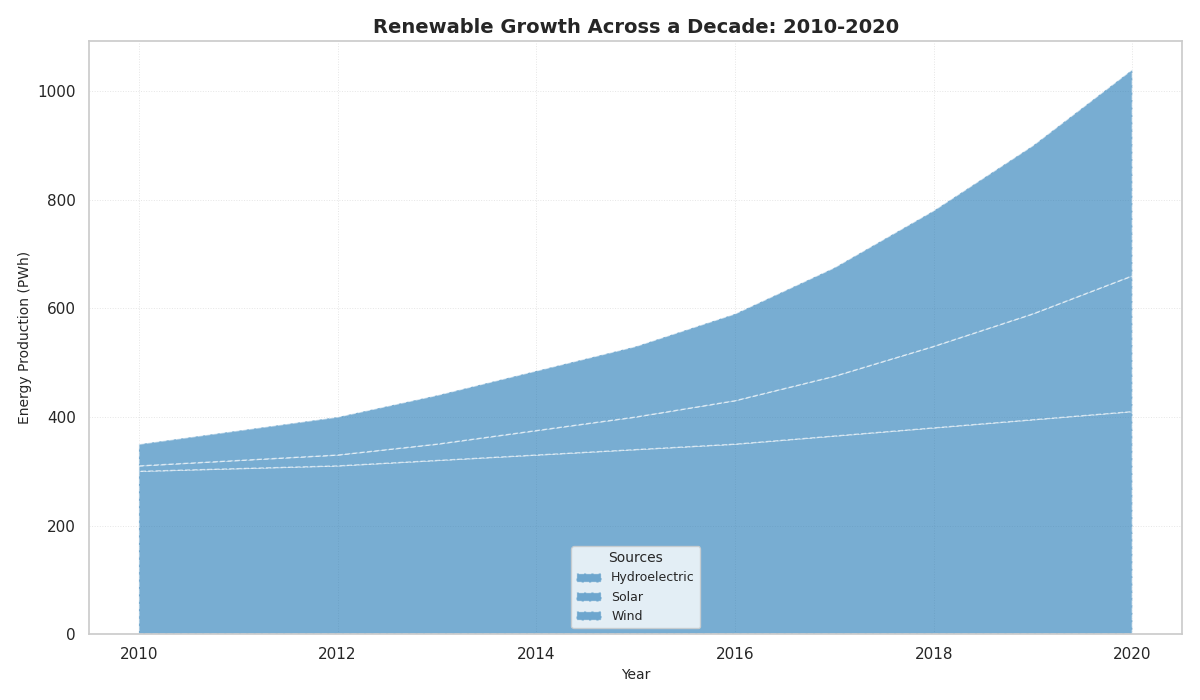 Renewable Growth Across a Decade: 2010-2020
Energy Production (PWh)
1000
800
600
400
200
0
Sources
Hydroelectric
Solar
Wind
2010 2012 2014 2016 2018 2020
Year